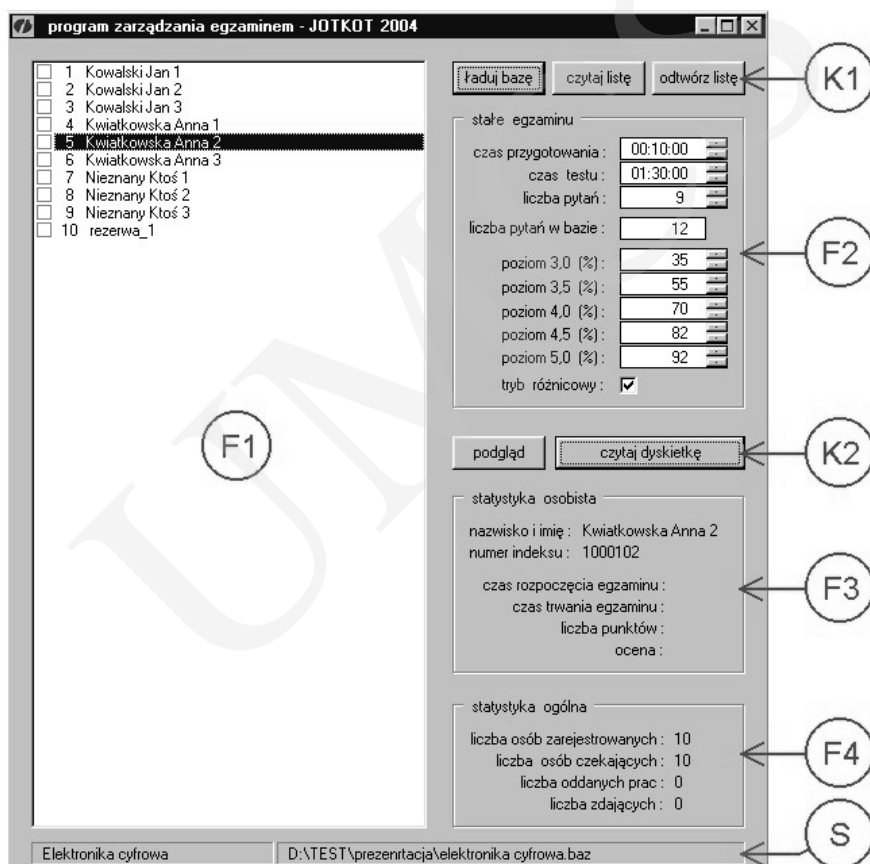 program zarządzania egzaminem - JOTKOT 2004
1 Kowalski Jan 1
2 Kowalski Jan 2
3 Kowalski Jan 3
4 Kwiatkowska Anna 1
5 Kwiatkowska Anna 2
6 Kwiatkowska Anna 3
7 Nieznany Ktoś 1
8 Nieznany Ktoś 2
9 Nieznany Ktoś 3
10 rezerwa_1
F1
ładuj bazę czytaj listę odtwórz listę K1
stałe egzaminu
czas przygotowania : 00:10:00
czas testu : 01:30:00
liczba pytań : 9
liczba pytań w bazie : 12
F2
poziom 3,0 (%) : 35
poziom 3,5 (%) : 55
poziom 4,0 (%) : 70
poziom 4,5 (%) : 82
poziom 5,0 (%) : 92
tryb różnicowy :
podgląd czytaj dyskietkę K2
statystyka osobista
nazwisko i imię : Kwiatkowska Anna 2
numer indeksu : 1000102
czas rozpoczęcia egzaminu :
F3
czas trwania egzaminu :
liczba punktów :
ocena :
statystyka ogólna
liczba osób zarejestrowanych : 10
liczba osób czekających : 10
F4
liczba oddanych prac : 0
liczba zdających : 0
Elektronika cyfrowa D:\TEST\prezenrtacja\elektronika cyfrowa.baz S
UMCS